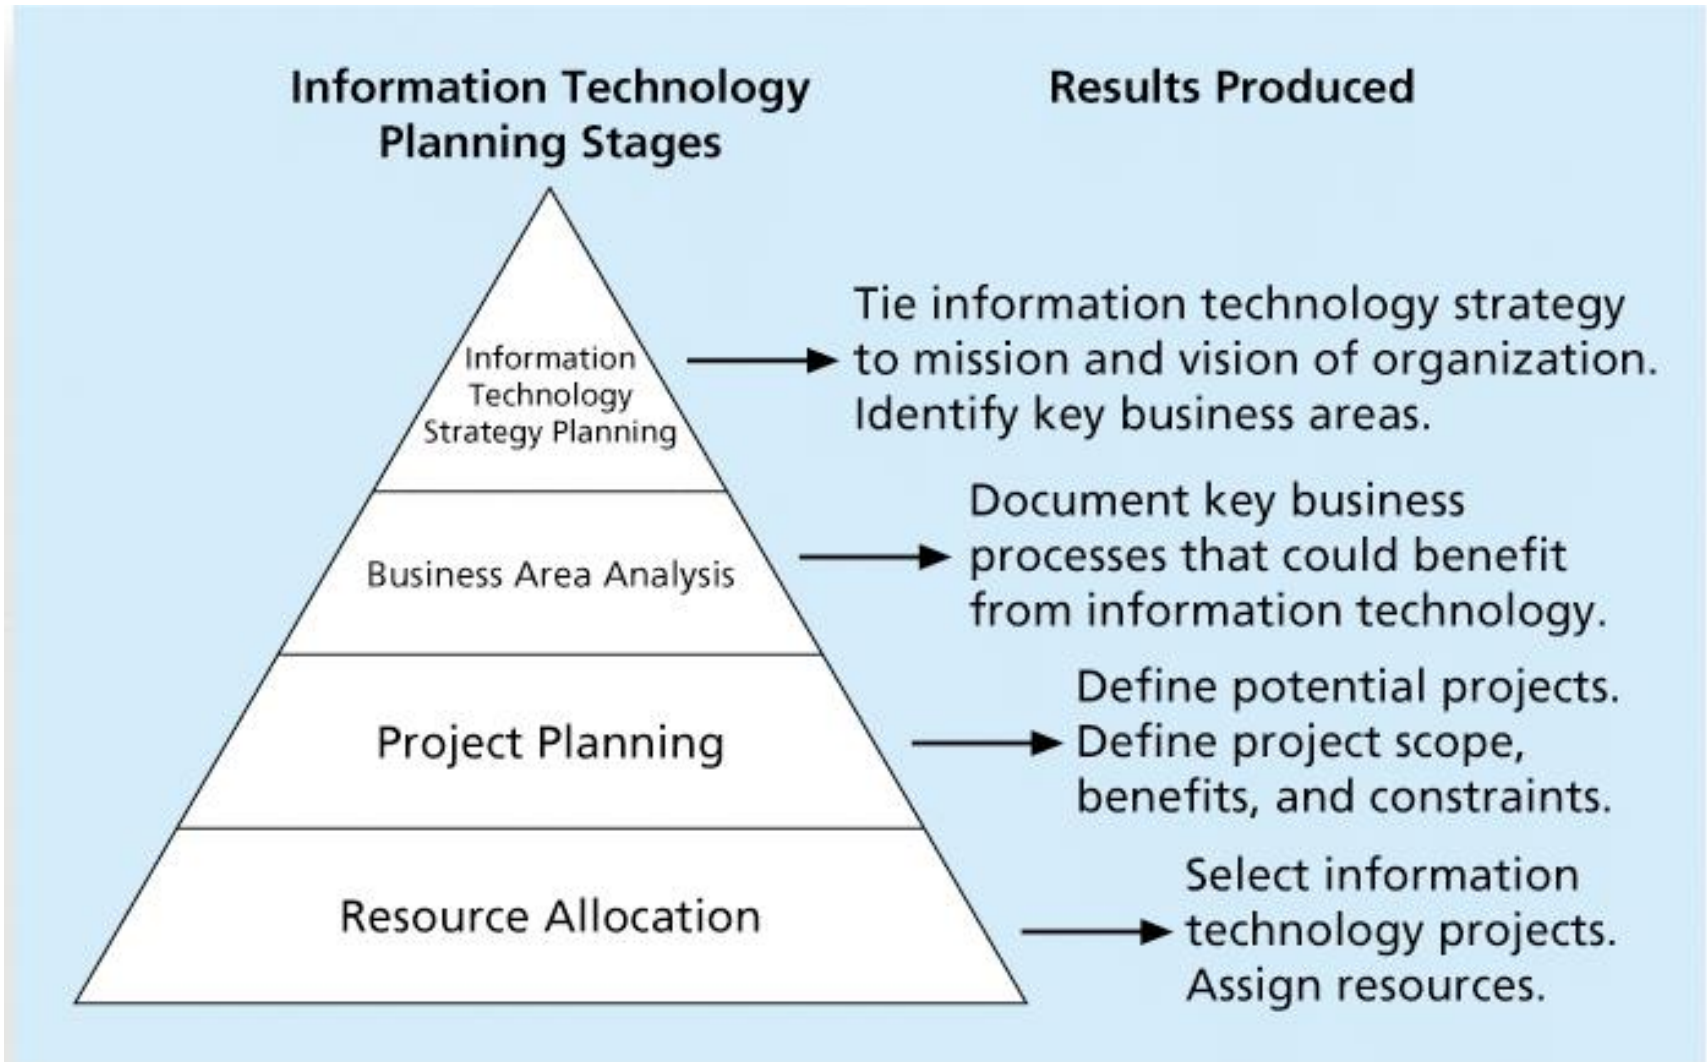 Information Technology
Planning Stages
Results Produced
Information
Technology
Strategy Planning
Tie information technology strategy
to mission and vision of organization.
Identify key business areas.
Business Area Analysis
Document key business
processes that could benefit
from information technology.
Project Planning
Define potential projects.
Define project scope,
benefits, and constraints.
Resource Allocation
Select information
technology projects.
Assign resources.